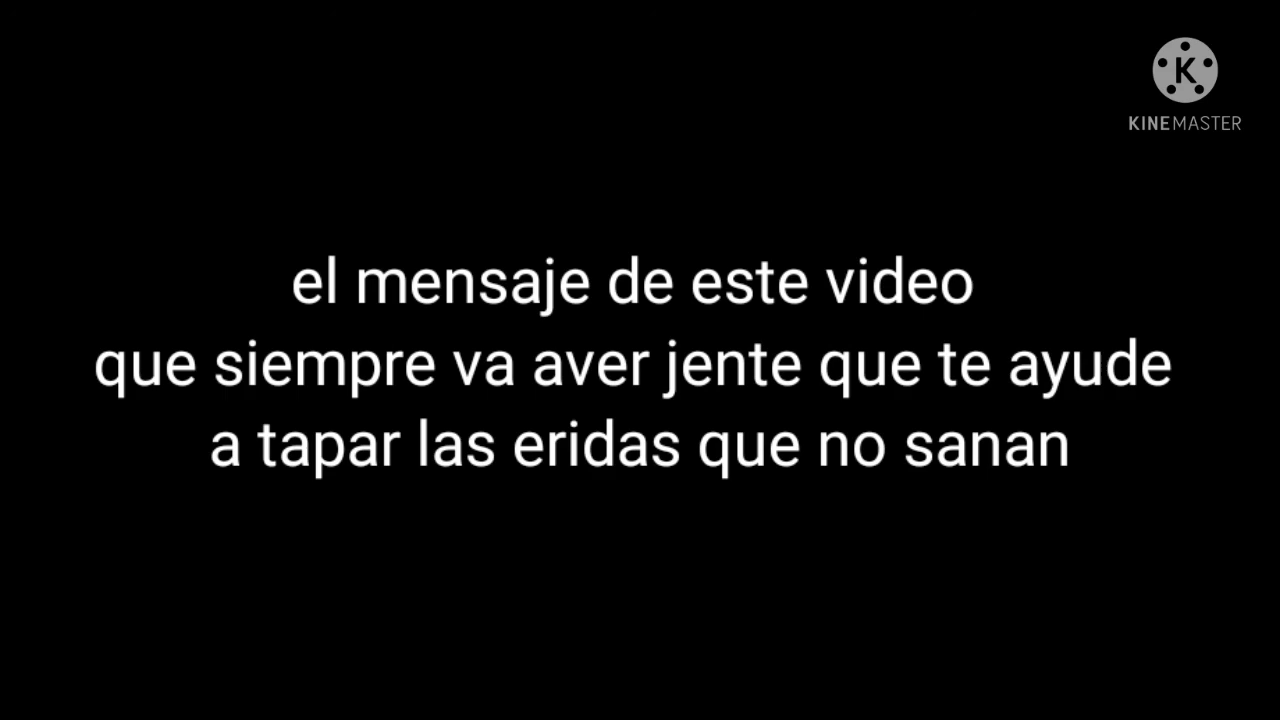 K
KINEMASTER
el mensaje de este video
que siempre va aver jente que te ayude
a tapar las eridas que no sanan